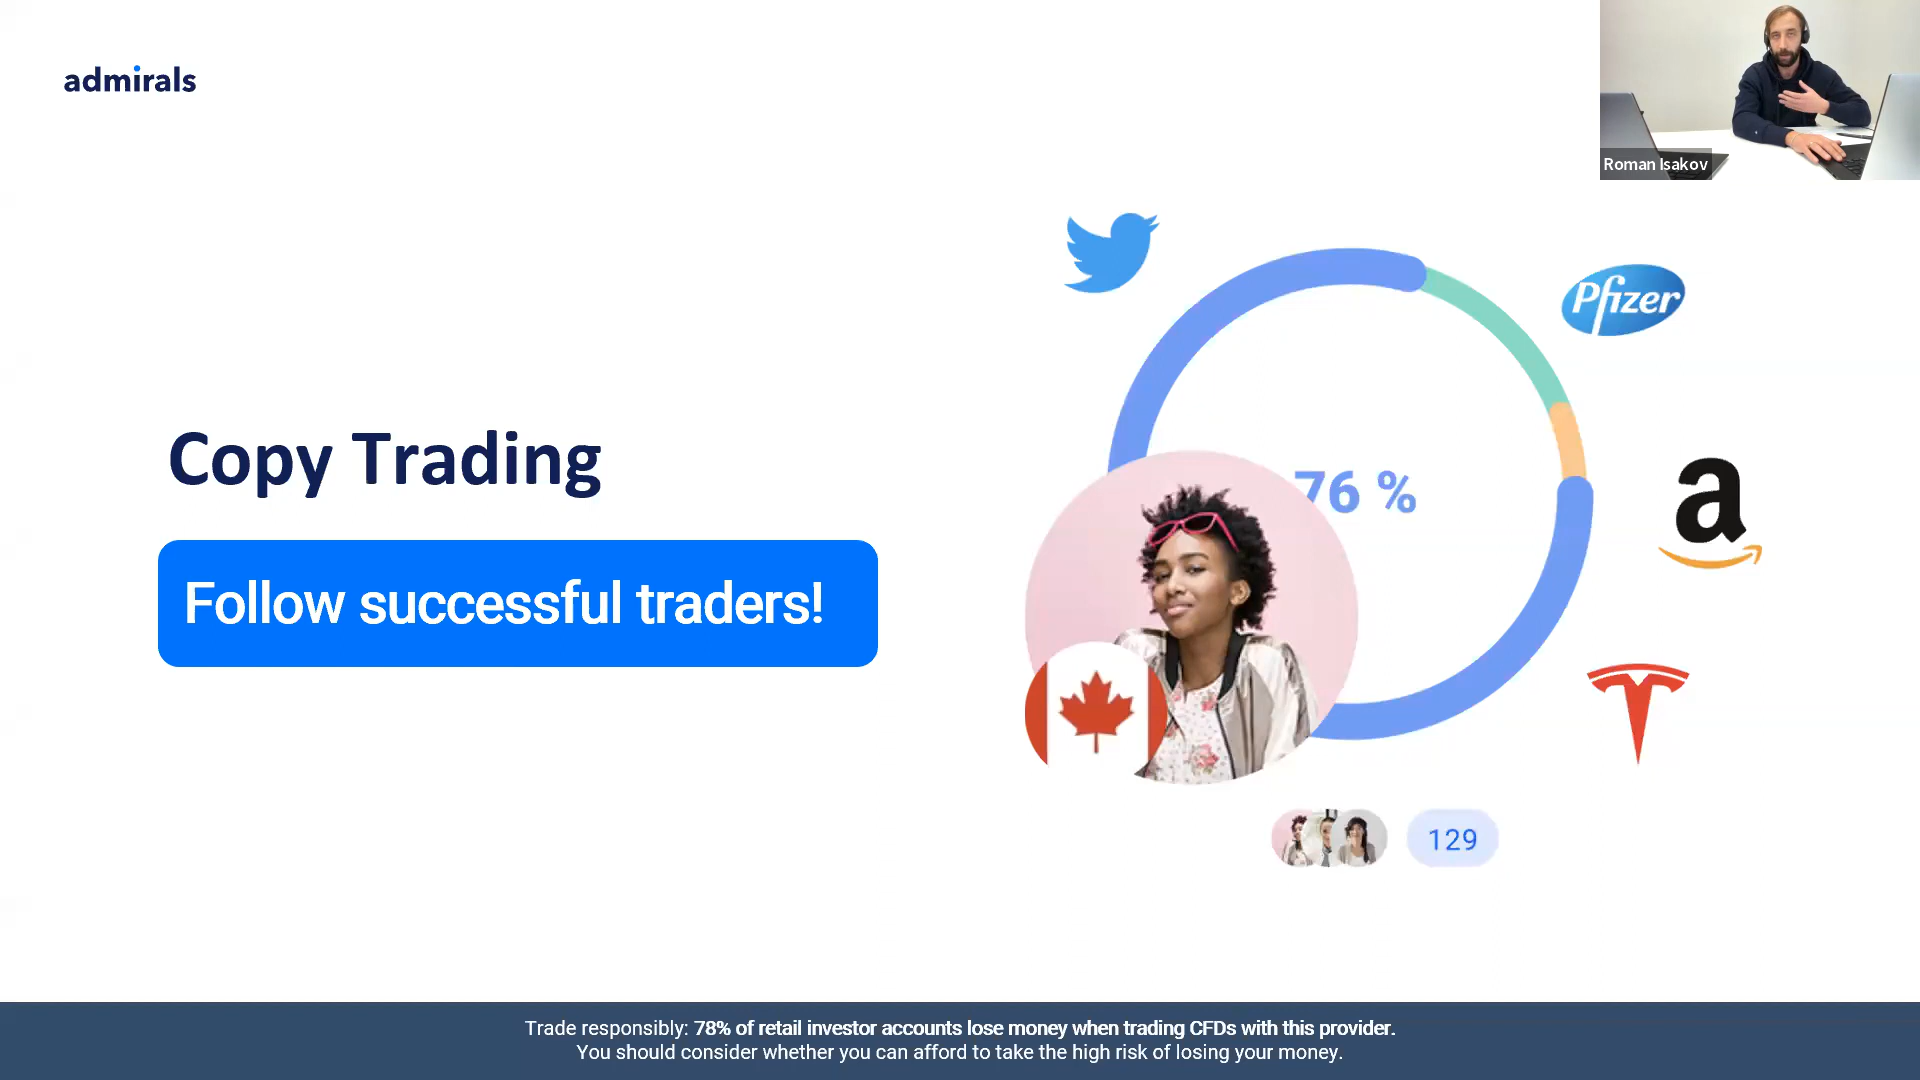 admirals
Roman Isakov
Pfizer
Copy Trading
76 %
a
Follow successful traders!
129
Trade responsibly: 78% of retail investor accounts lose money when trading CFDs with this provider.
You should consider whether you can afford to take the high risk of losing your money.